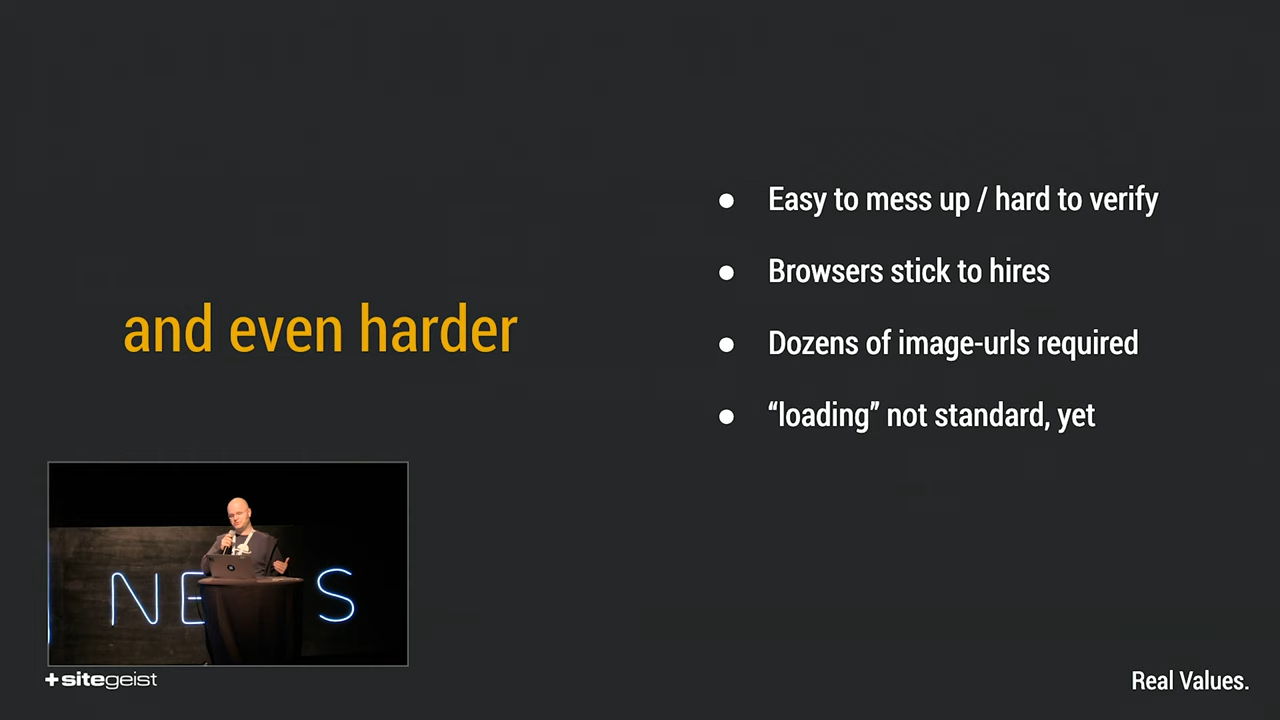 and even harder
● Easy to mess up / hard to verify
● Browsers stick to hires
● Dozens of image-urls required
● “loading” not standard, yet
NE S
+sitegeist
Real Values.